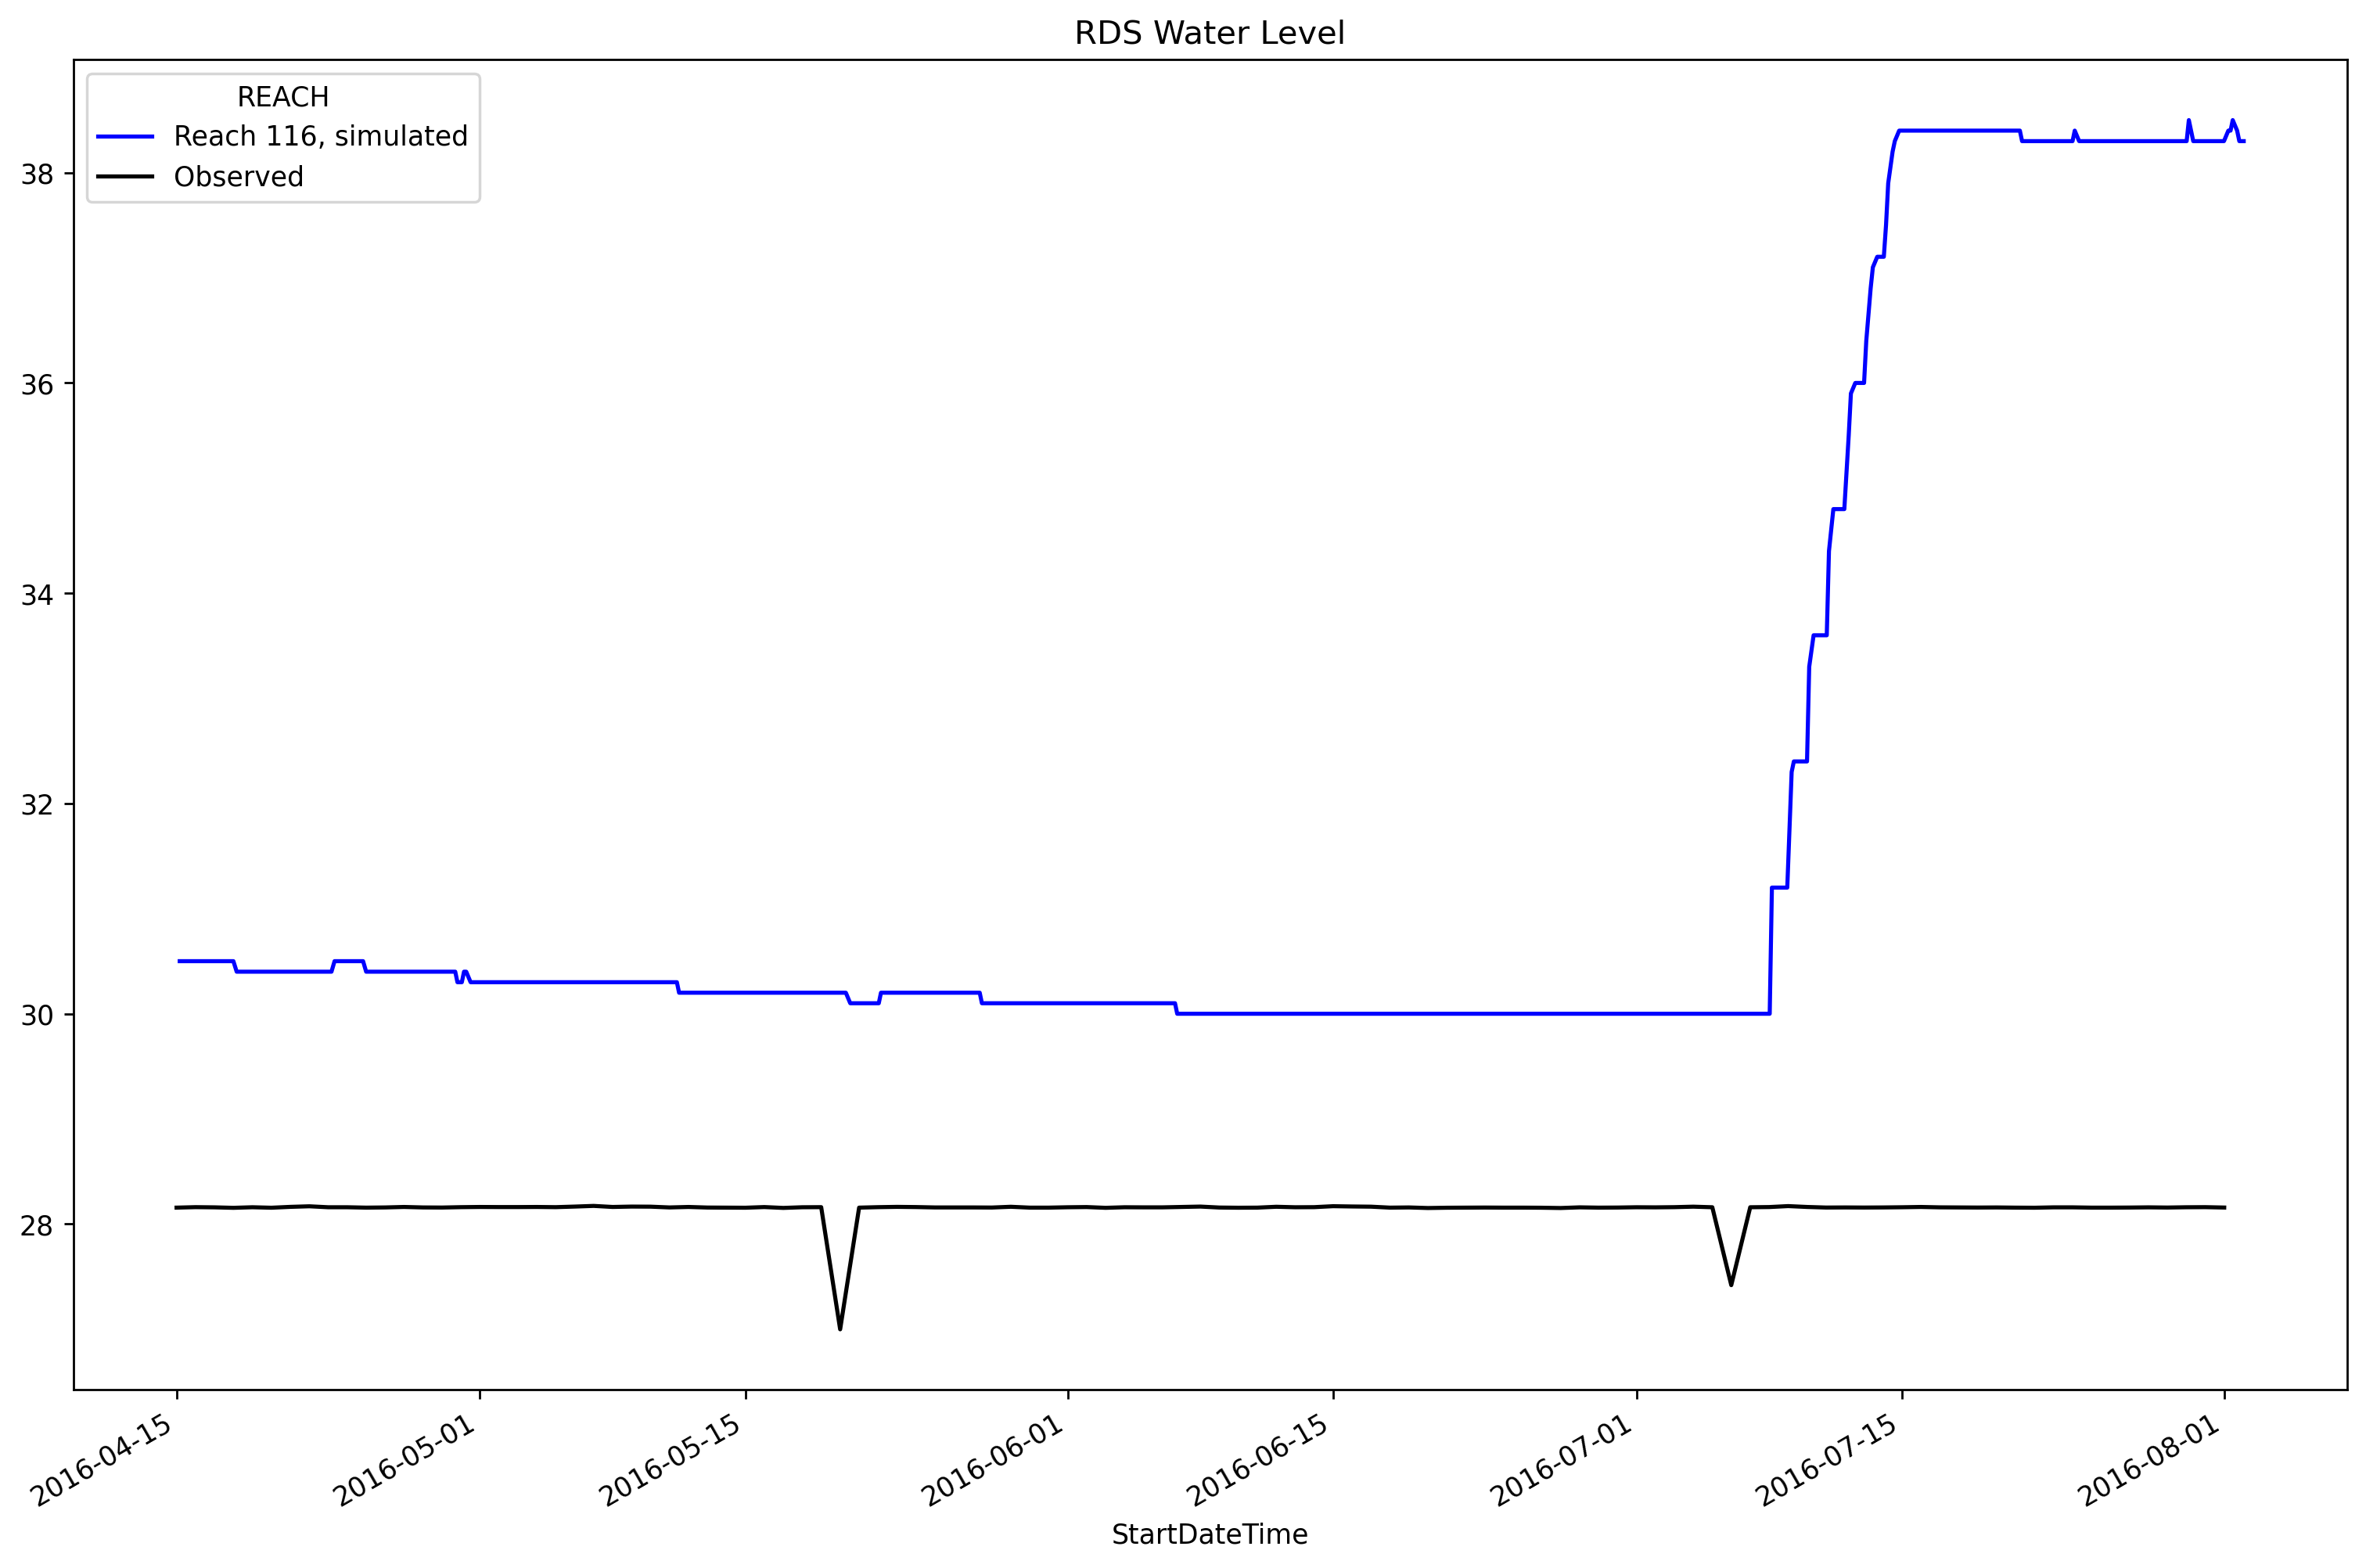 RDS Water Level
REACH
Reach 116, simulated
Observed
38
36
34
32
30
28
2016-04-15
2016-05-01
2016-05-15
2016-06-01
2016-06-15
2016-07-01
2016-07-15
2016-08-01
StartDateTime